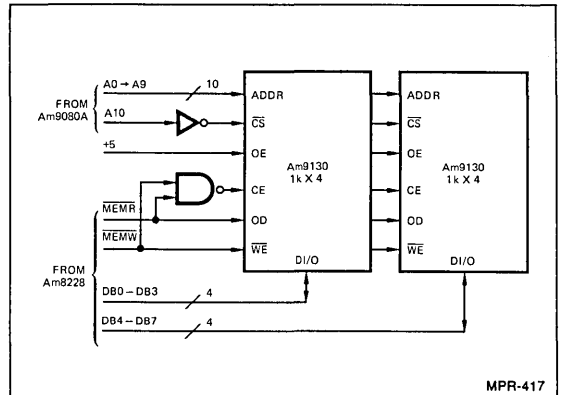 A0 → A9
10
FROM
Am9080A
A10
+5
MEMR
MEMW
FROM
Am8228
DB0 – DB3
4
DB4 – DB7
4
ADDR
CS
OE
CE
OD
WE
Am9130
1k X 4
DI/O
ADDR
CS
OE
CE
OD
WE
Am9130
1k X 4
DI/O
MPR-417